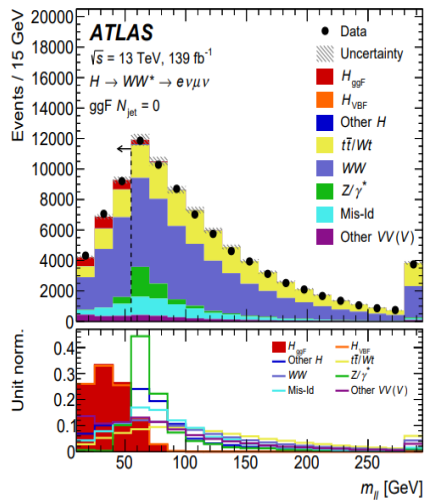 20000
18000
16000
14000
12000
10000
8000
6000
4000
2000
0
Events / 15 GeV
ATLAS
√s = 13 TeV, 139 fb⁻¹
H → WW* → eνμν
ggF N_jet = 0
Data
Uncertainty
H_ggF
H_VBF
Other H
tt̄/Wt
WW
Z/γ*
Mis-Id
Other VV(V)
0.4
0.3
0.2
0.1
0.0
Unit norm.
H_ggF
H_VBF
Other H
tt̄/Wt
WW
Z/γ*
Mis-Id
Other VV(V)
50 100 150 200 250
m_ll [GeV]